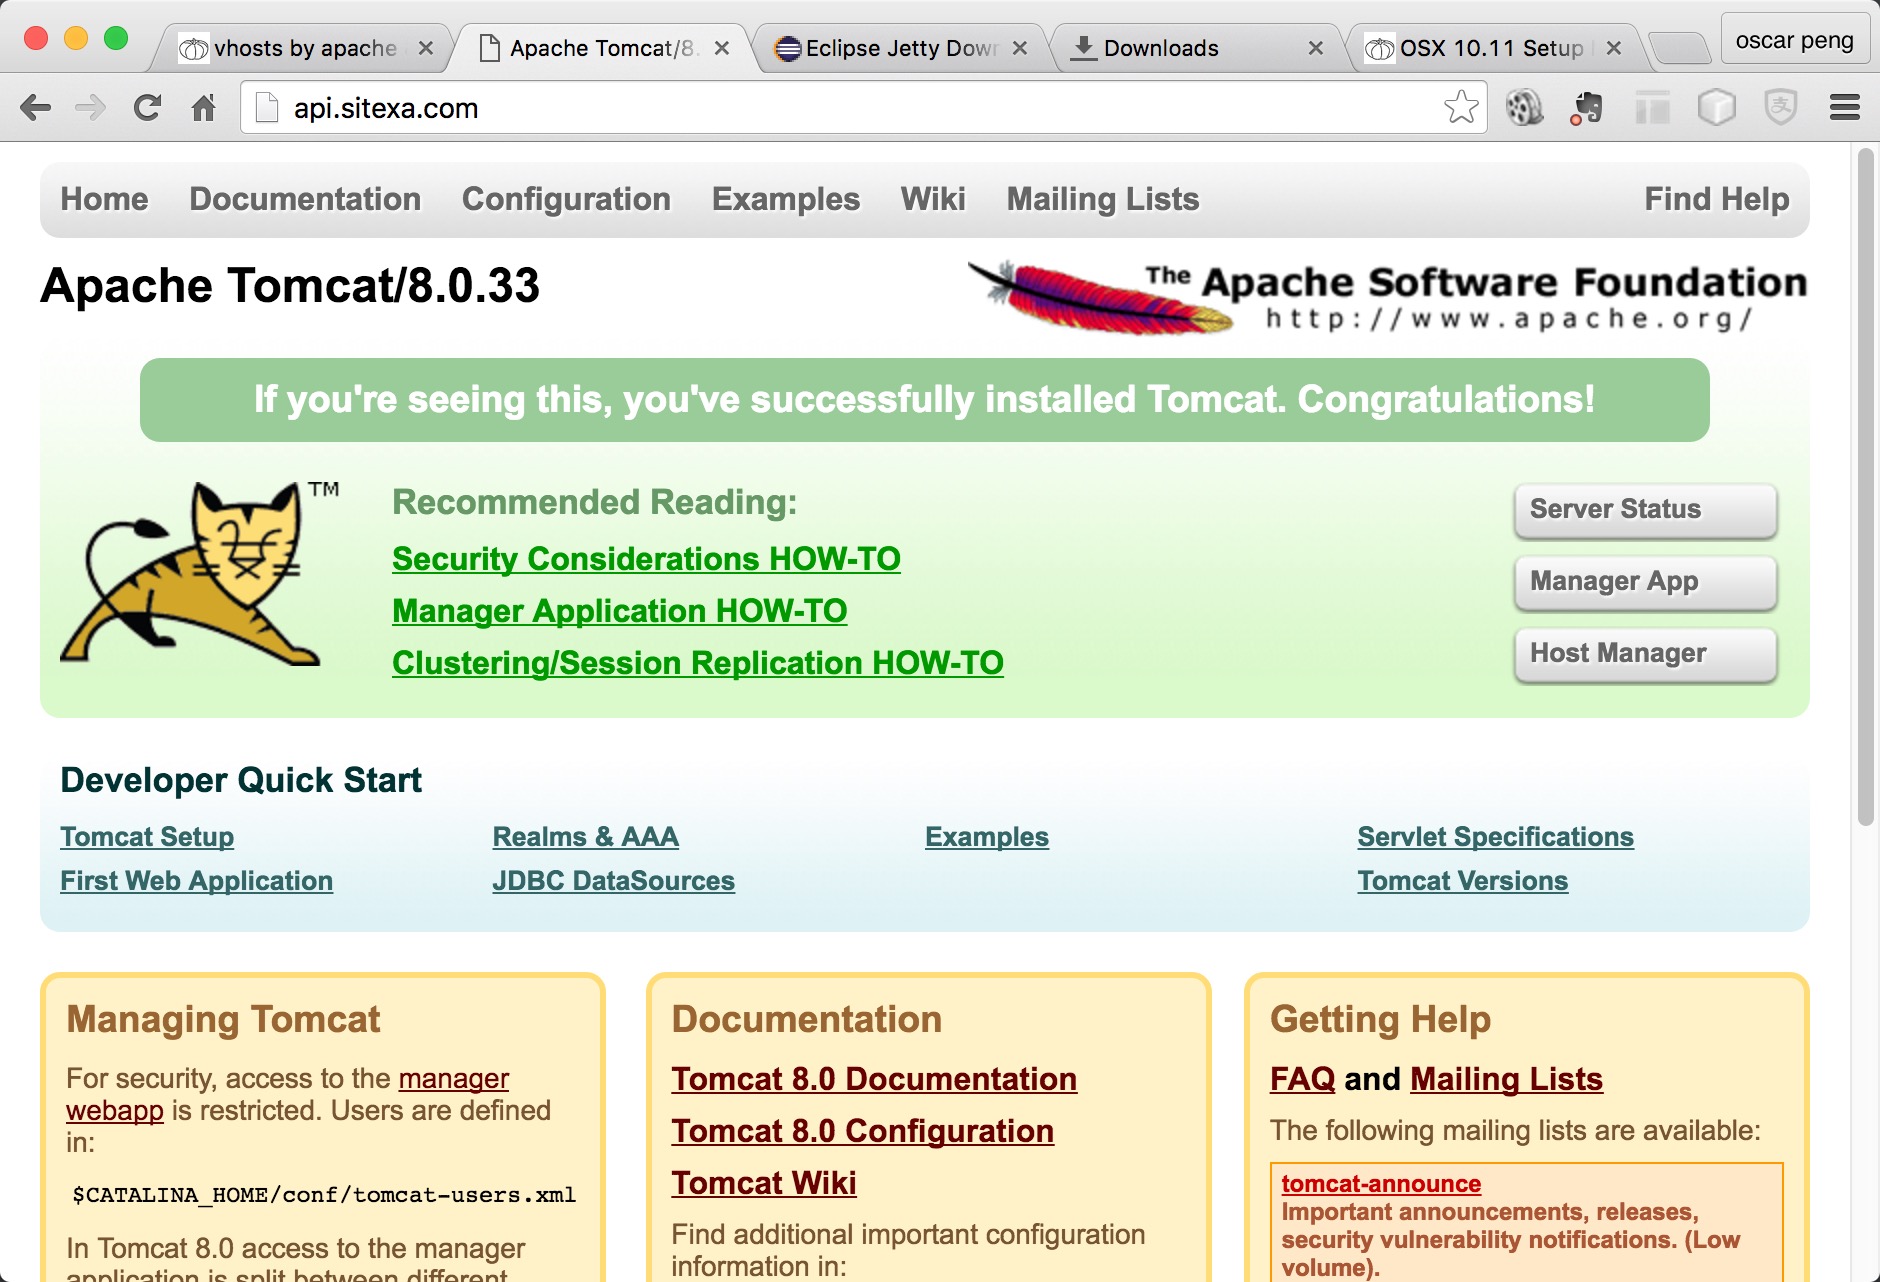 vhosts by apache
Apache Tomcat/8.
Eclipse Jetty Dow
Downloads
OSX 10.11 Setup
oscar peng
api.sitexa.com
Home Documentation Configuration Examples Wiki Mailing Lists Find Help
Apache Tomcat/8.0.33
The Apache Software Foundation
http://www.apache.org/
If you're seeing this, you've successfully installed Tomcat. Congratulations!
TM
Recommended Reading:
Security Considerations HOW-TO
Manager Application HOW-TO
Clustering/Session Replication HOW-TO
Server Status
Manager App
Host Manager
Developer Quick Start
Tomcat Setup Realms & AAA Examples Servlet Specifications
First Web Application JDBC DataSources Tomcat Versions
Managing Tomcat
For security, access to the manager
webapp is restricted. Users are defined
in:
$CATALINA_HOME/conf/tomcat-users.xml
In Tomcat 8.0 access to the manager
application is split between different
Documentation
Tomcat 8.0 Documentation
Tomcat 8.0 Configuration
Tomcat Wiki
Find additional important configuration
information in:
Getting Help
FAQ and Mailing Lists
The following mailing lists are available:
tomcat-announce
Important announcements, releases,
security vulnerability notifications. (Low
volume).